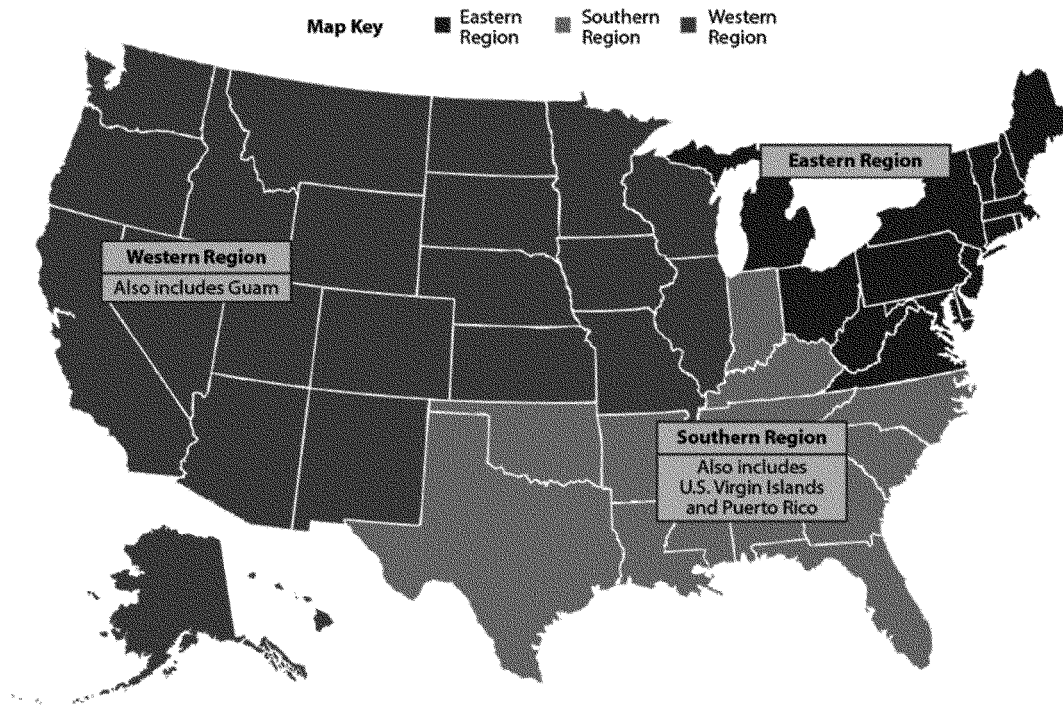 Map Key
Eastern
Region
Southern
Region
Western
Region
Eastern Region
Western Region
Also includes Guam
Southern Region
Also includes
U.S. Virgin Islands
and Puerto Rico